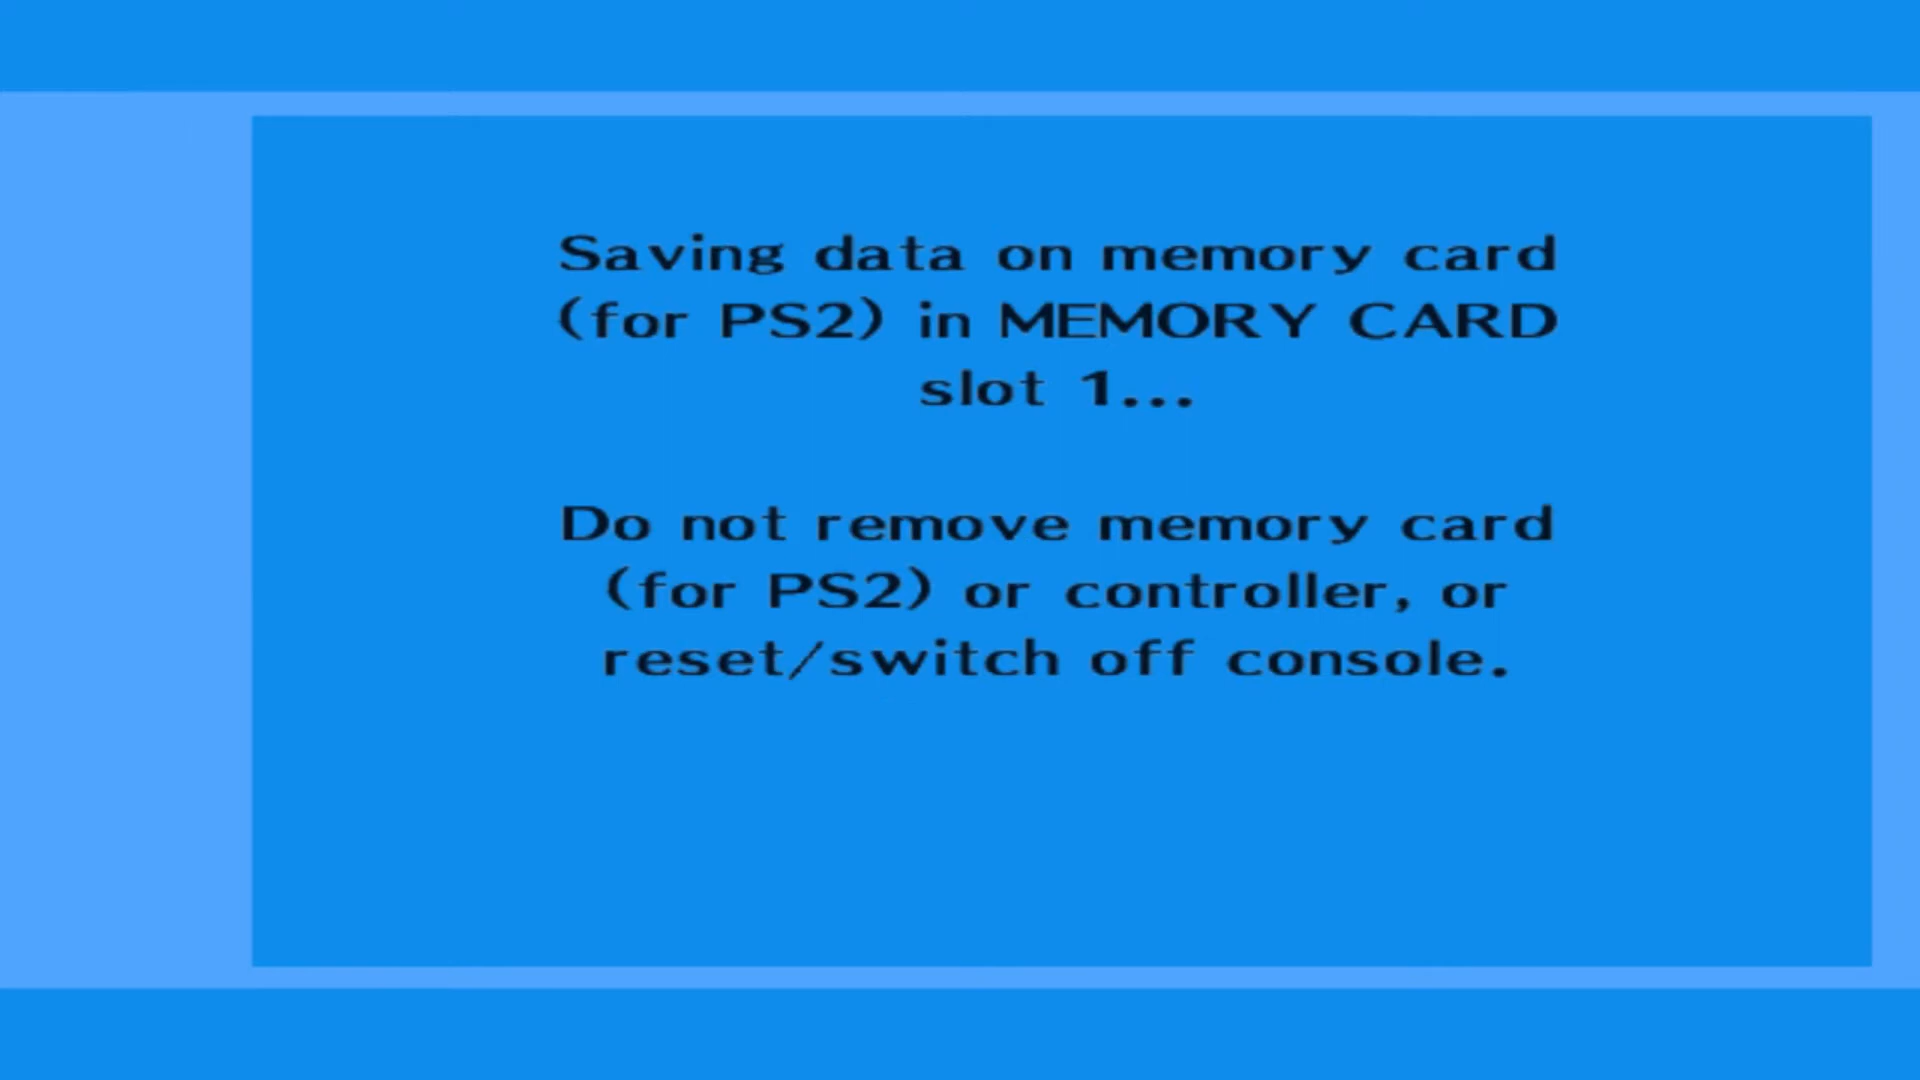 Saving data on memory card
(for PS2) in MEMORY CARD
slot 1...
Do not remove memory card
(for PS2) or controller, or
reset/switch off console.